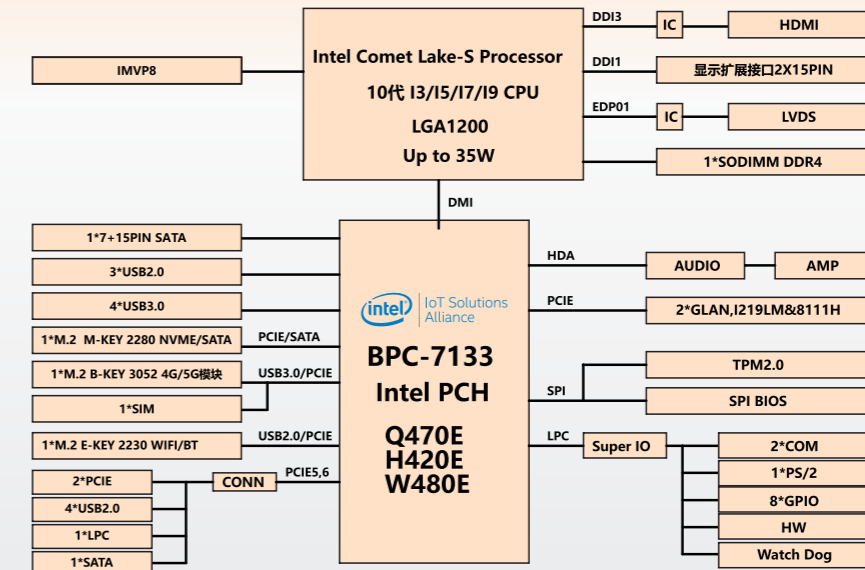 DDI3
IC
HDMI
Intel Comet Lake-S Processor
10代 I3/I5/I7/I9 CPU
LGA1200
Up to 35W
IMVP8
DDI1
显示扩展接口2X15PIN
EDP01
IC
LVDS
1*SODIMM DDR4
DMI
1*7+15PIN SATA
3*USB2.0
4*USB3.0
1*M.2 M-KEY 2280 NVME/SATA
PCIE/SATA
1*M.2 B-KEY 3052 4G/5G模块
USB3.0/PCIE
1*SIM
1*M.2 E-KEY 2230 WIFI/BT
USB2.0/PCIE
2*PCIE
CONN
PCIE5,6
4*USB2.0
1*LPC
1*SATA
intel
IoT Solutions
Alliance
BPC-7133
Intel PCH
Q470E
H420E
W480E
HDA
AUDIO
AMP
PCIE
2*GLAN,I219LM&8111H
SPI
TPM2.0
SPI BIOS
LPC
Super IO
2*COM
1*PS/2
8*GPIO
HW
Watch Dog